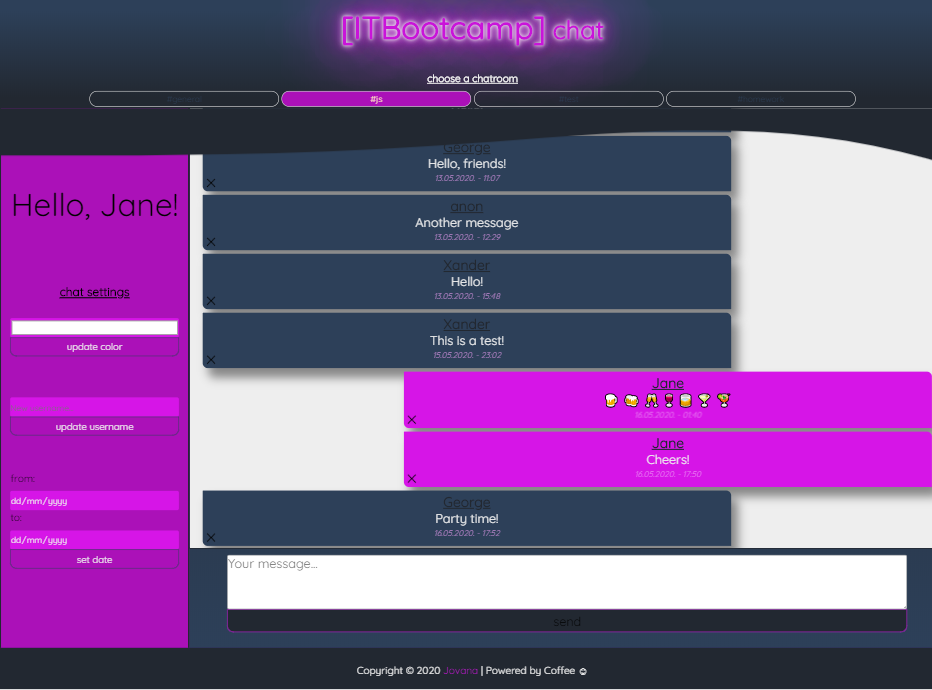 [ITBootcamp] chat
choose a chatroom
#general #js
Hello, Jane!
chat settings
update color
update username
from:
dd/mm/yyyy
to:
dd/mm/yyyy
set date
George
Hello, friends!
13.05.2020. - 11:07
anon
Another message
13.05.2020. - 12:29
Xander
Hello!
13.05.2020. - 15:48
Xander
This is a test!
15.05.2020. - 23:02
Jane
🍺 🍻 🥂 🍷 🥃 🍸 🍹
16.05.2020. - 01:40
Jane
Cheers!
16.05.2020. - 17:50
George
Party time!
16.05.2020. - 17:52
Your message...
send
Copyright © 2020 Jovana | Powered by Coffee ☺